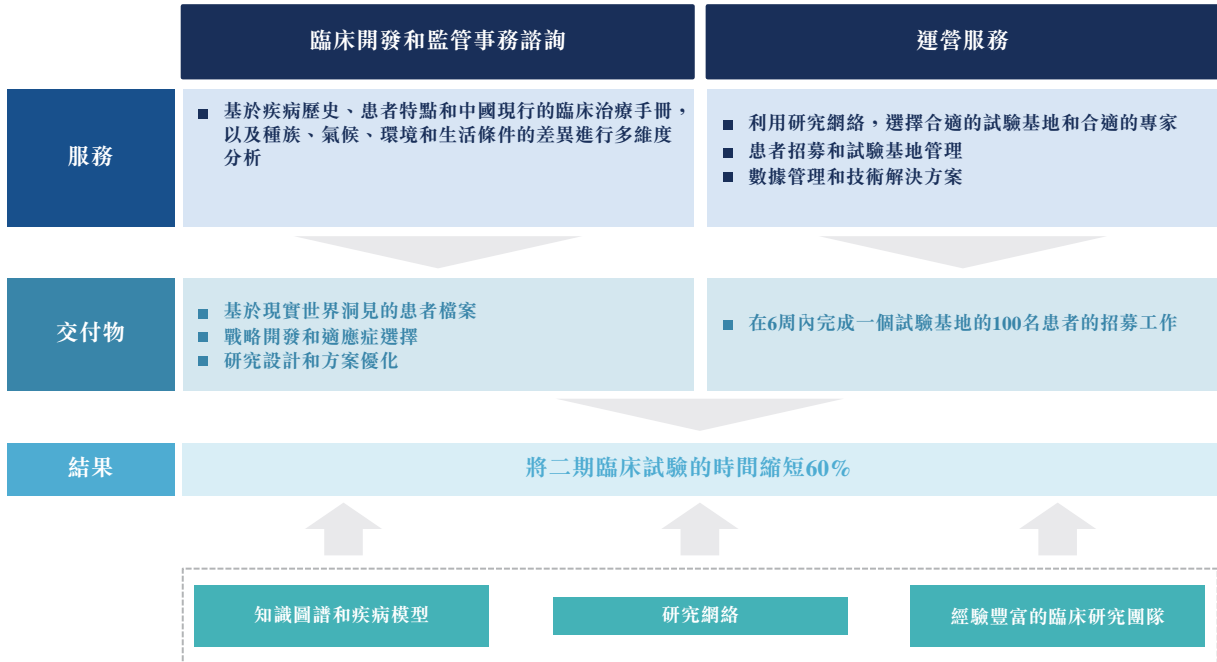 臨床開發和監管事務諮詢
運營服務
服務
■ 基於疾病歷史、患者特點和中國現行的臨床治療手冊，
以及種族、氣候、環境和生活條件的差異進行多維度
分析
■ 利用研究網絡，選擇合適的試驗基地和合適的專家
■ 患者招募和試驗基地管理
■ 數據管理和技術解決方案
交付物
■ 基於現實世界洞見的患者檔案
■ 戰略開發和適應症選擇
■ 研究設計和方案優化
■ 在6周內完成一個試驗基地的100名患者的招募工作
結果
將二期臨床試驗的時間縮短60%
知識圖譜和疾病模型
研究網絡
經驗豐富的臨床研究團隊